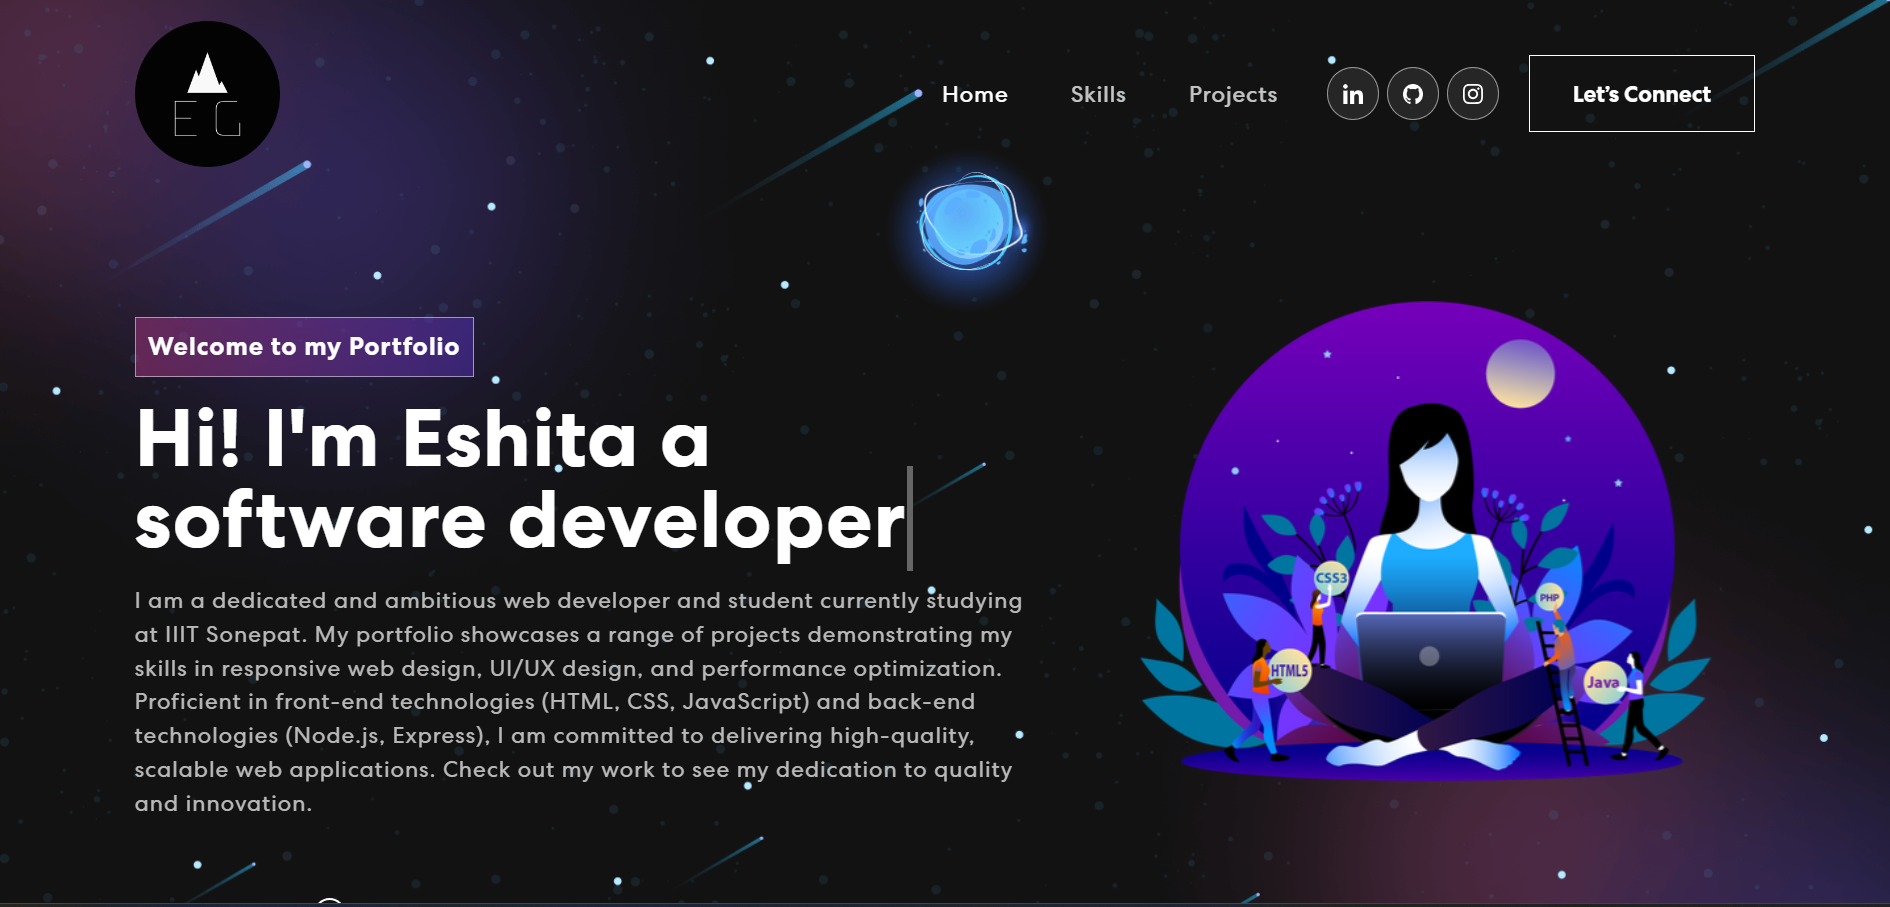 EG
Home Skills Projects in Let's Connect
Welcome to my Portfolio
Hi! I'm Eshita a
software developer
I am a dedicated and ambitious web developer and student currently studying
at IIIT Sonepat. My portfolio showcases a range of projects demonstrating my
skills in responsive web design, UI/UX design, and performance optimization.
Proficient in front-end technologies (HTML, CSS, JavaScript) and back-end
technologies (Node.js, Express), I am committed to delivering high-quality,
scalable web applications. Check out my work to see my dedication to quality
and innovation.
CSS3
PHP
HTML5
Java